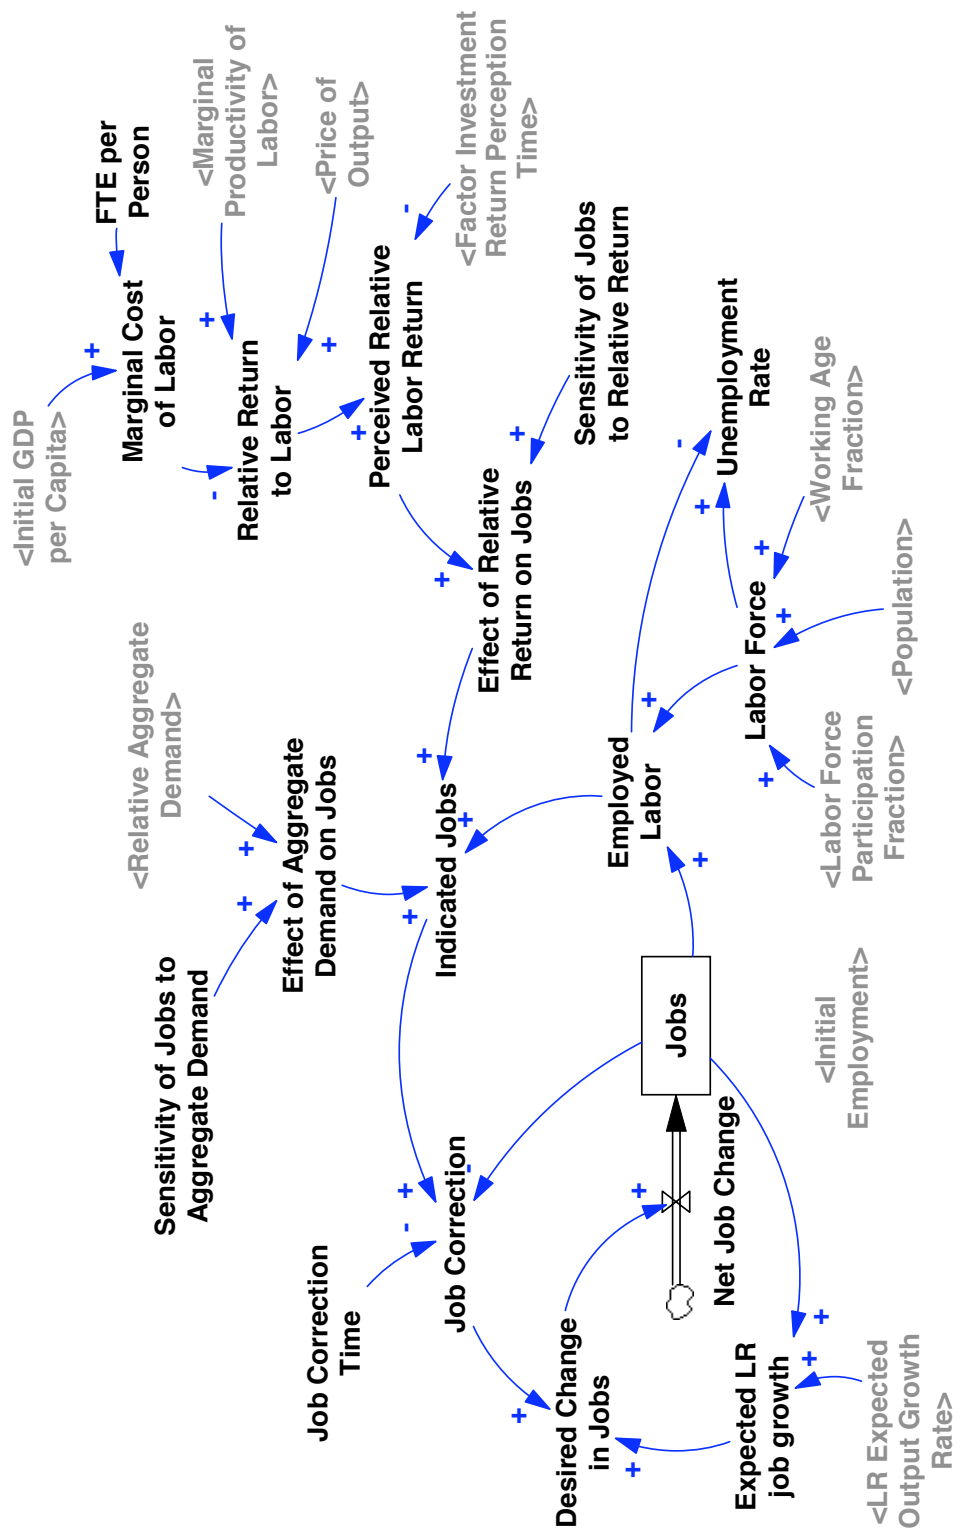 <Initial GDP
per Capita>
FTE per
Person
Marginal Cost
of Labor
<Marginal
Productivity of
Labor>
<Relative Aggregate
Demand>
Sensitivity of Jobs to
Aggregate Demand
Relative Return
to Labor
<Price of
Output>
Effect of Aggregate
Demand on Jobs
Job Correction
Time
Perceived Relative
Labor Return
<Factor Investment
Return Perception
Time>
Job Correction
Indicated Jobs
Effect of Relative
Return on Jobs
Sensitivity of Jobs
to Relative Return
Desired Change
in Jobs
Employed
Labor
Jobs
Net Job Change
Unemployment
Rate
Expected LR
job growth
Labor Force
<Initial
Employment>
<Labor Force
Participation
Fraction>
<Working Age
Fraction>
<LR Expected
Output Growth
Rate>
<Population>